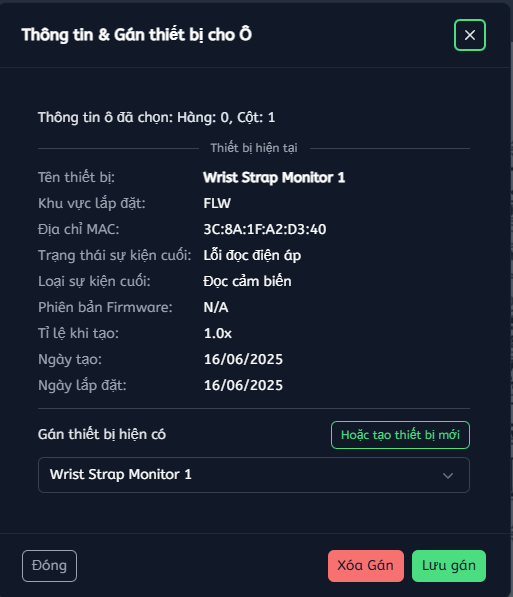 Thông tin & Gán thiết bị cho Ô
Thông tin ô đã chọn: Hàng: 0, Cột: 1
Thiết bị hiện tại
Tên thiết bị: Wrist Strap Monitor 1
Khu vực lắp đặt: FLW
Địa chỉ MAC: 3C:8A:1F:A2:D3:40
Trạng thái sự kiện cuối: Lỗi đọc điện áp
Loại sự kiện cuối: Đọc cảm biến
Phiên bản Firmware: N/A
Tỉ lệ khi tạo: 1.0x
Ngày tạo: 16/06/2025
Ngày lắp đặt: 16/06/2025
Gán thiết bị hiện có Hoặc tạo thiết bị mới
Wrist Strap Monitor 1
Đóng Xóa Gán Lưu gán